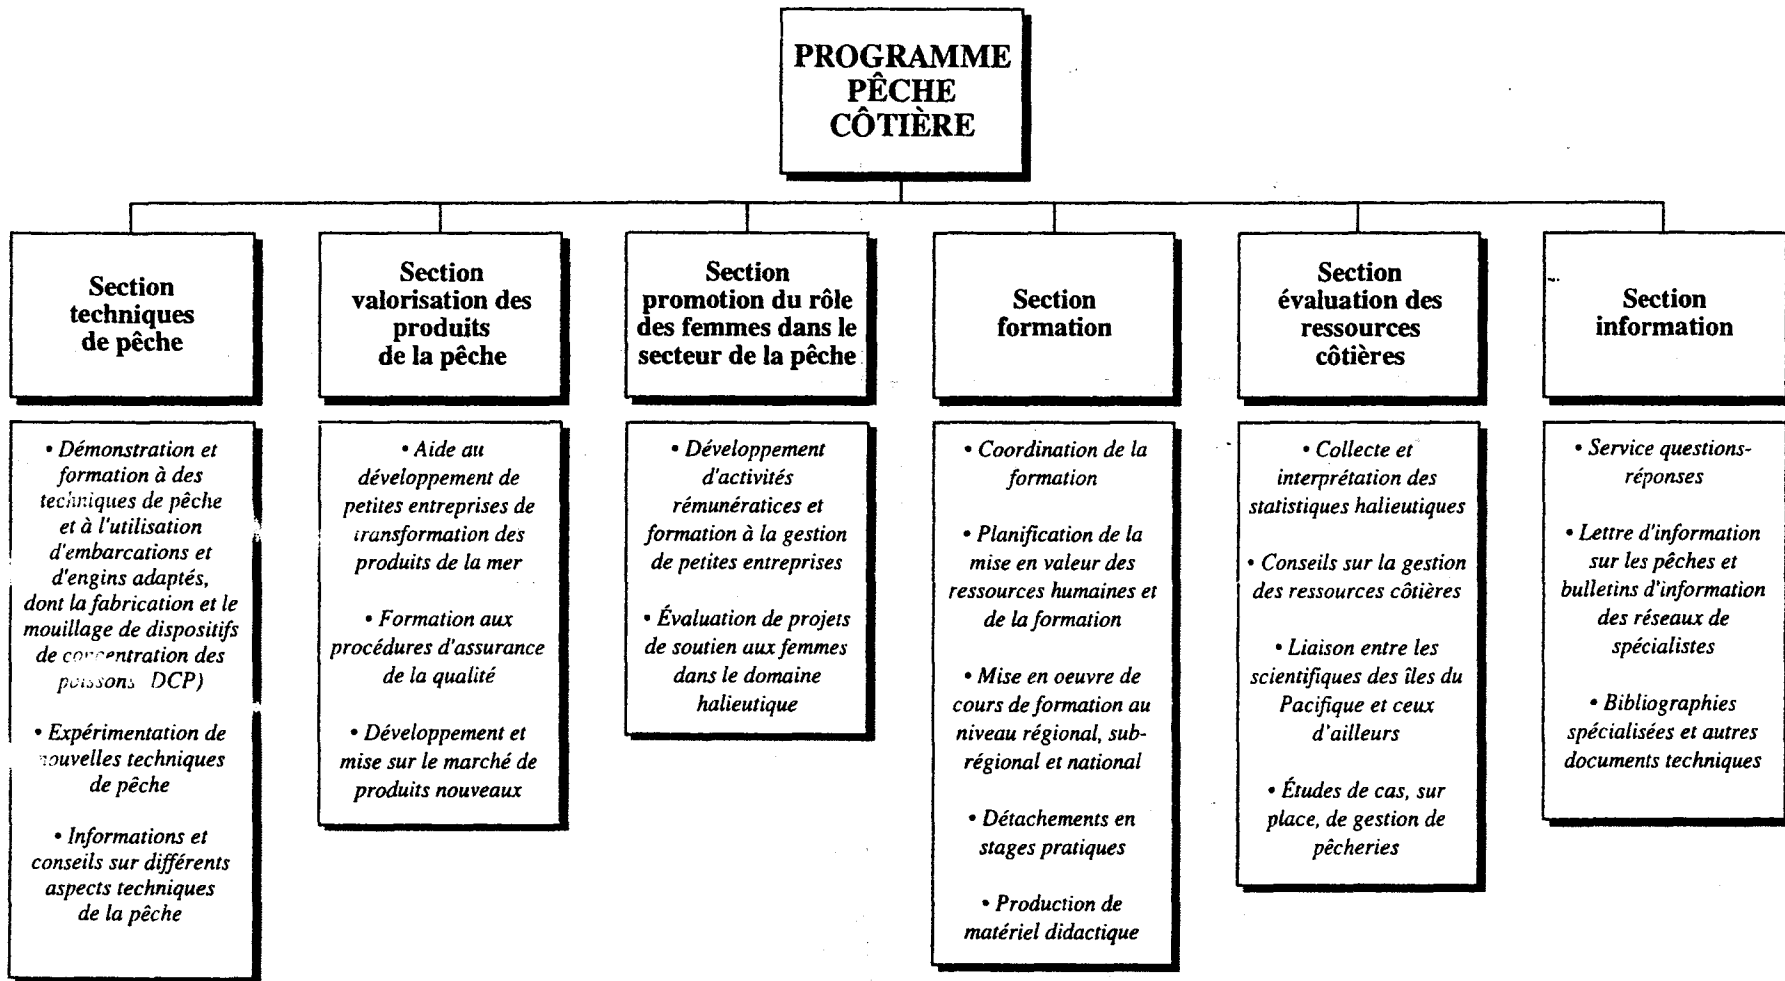 PROGRAMME
PÊCHE
CÔTIÈRE
Section
techniques
de pêche
• Démonstration et
formation à des
techniques de pêche
et à l'utilisation
d'embarcations et
d'engins adaptés,
dont la fabrication et le
mouillage de dispositifs
de concentration des
poissons DCP)
• Expérimentation de
nouvelles techniques
de pêche
• Informations et
conseils sur différents
aspects techniques
de la pêche
Section
valorisation des
produits
de la pêche
• Aide au
développement de
petites entreprises de
transformation des
produits de la mer
• Formation aux
procédures d'assurance
de la qualité
• Développement et
mise sur le marché de
produits nouveaux
Section
promotion du rôle
des femmes dans le
secteur de la pêche
• Développement
d'activités
rémunératices et
formation à la gestion
de petites entreprises
• Évaluation de projets
de soutien aux femmes
dans le domaine
halieutique
Section
formation
• Coordination de la
formation
• Planification de la
mise en valeur des
ressources humaines et
de la formation
• Mise en oeuvre de
cours de formation au
niveau régional, sub-
régional et national
• Détachements en
stages pratiques
• Production de
matériel didactique
Section
évaluation des
ressources
côtières
• Collecte et
interprétation des
statistiques halieutiques
• Conseils sur la gestion
des ressources côtières
• Liaison entre les
scientifiques des îles du
Pacifique et ceux
d'ailleurs
• Études de cas, sur
place, de gestion de
pêcheries
Section
information
• Service questions-
réponses
• Lettre d'information
sur les pêches et
bulletins d'information
des réseaux de
spécialistes
• Bibliographies
spécialisées et autres
documents techniques